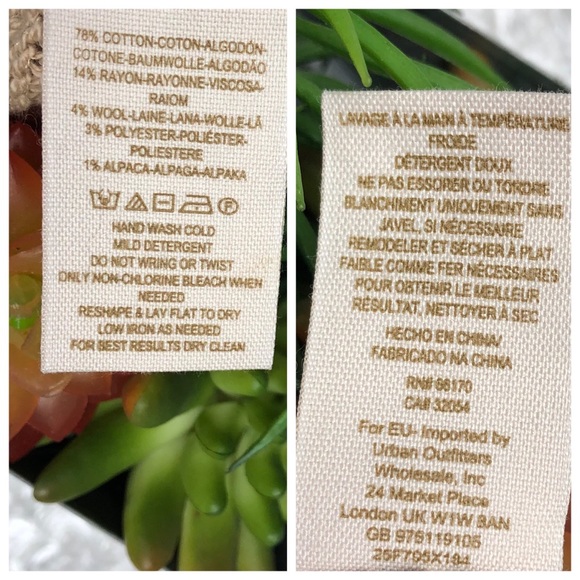 78% COTTON-COTON-ALGODÓN-
COTONE-BAUMWOLLE-ALGODÃO
14% RAYON-RAYONNE-VISCOSA-
RAIOM
4% WOOL-LAINE-LANA-WOLLE-LÃ
3% POLYESTER-POLIÉSTER-
POLIESTERE
1% ALPACA-ALPAGA-ALPAKA
HAND WASH COLD
MILD DETERGENT
DO NOT WRING OR TWIST
ONLY NON-CHLORINE BLEACH WHEN
NEEDED
RESHAPE & LAY FLAT TO DRY
LOW IRON AS NEEDED
FOR BEST RESULTS DRY CLEAN
LAVAGE À LA MAIN À TEMPÉRATURE
FROIDE
DÉTERGENT DOUX
NE PAS ESSORER OU TORDRE
BLANCHIMENT UNIQUEMENT SANS
JAVEL, SI NECESSAIRE
REMODELER ET SÉCHER À PLAT
FAIBLE COMME FER NÉCESSAIRES
POUR OBTENIR LE MEILLEUR
RÉSULTAT, NETTOYER À SEC
HECHO EN CHINA/
FABRICADO NA CHINA
RN# 66170
CA# 32054
For EU- Imported by
Urban Outfitters
Wholesale, Inc
24 Market Place
London UK W1W 8AN
GB 976119106